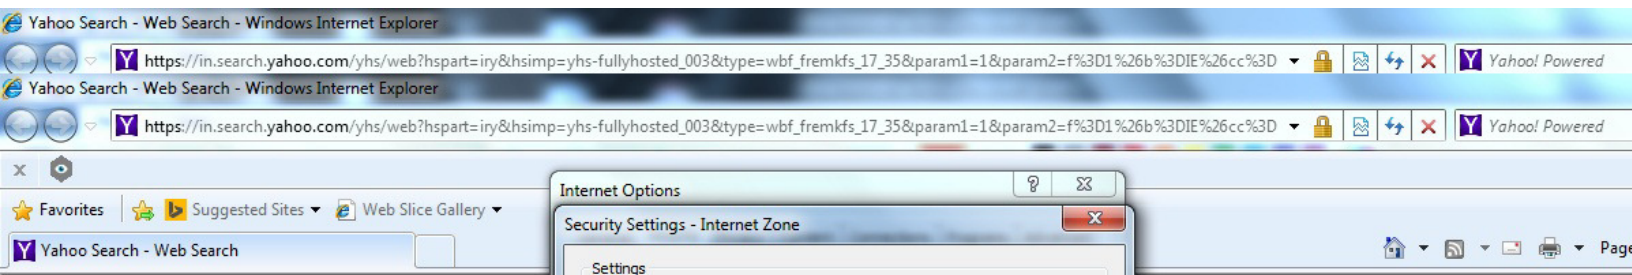 Yahoo Search - Web Search - Windows Internet Explorer
https://in.search.yahoo.com/yhs/web?hspart=iry&hsimp=yhs-fullyhosted_003&type=wbf_fremkfs_17_35&param1=1&param2=f%3D1%26b%3DIE%26cc%3D Yahoo! Powered
Yahoo Search - Web Search - Windows Internet Explorer
https://in.search.yahoo.com/yhs/web?hspart=iry&hsimp=yhs-fullyhosted_003&type=wbf_fremkfs_17_35&param1=1&param2=f%3D1%26b%3DIE%26cc%3D Yahoo! Powered
x
Internet Options
Favorites Suggested Sites Web Slice Gallery
Security Settings - Internet Zone
Yahoo Search - Web Search Page
Settings